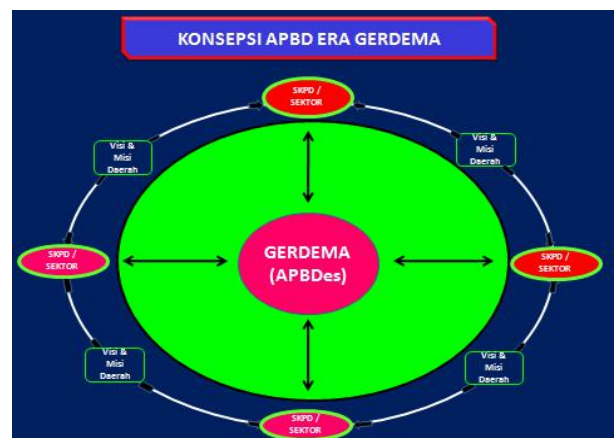 KONSEPSI APBD ERA GERDEMA
SKPD /
SEKTOR
Visi &
Misi
Daerah
Visi &
Misi
Daerah
SKPD /
SEKTOR
GERDEMA
(APBDes)
SKPD /
SEKTOR
Visi &
Misi
Daerah
Visi &
Misi
Daerah
SKPD /
SEKTOR